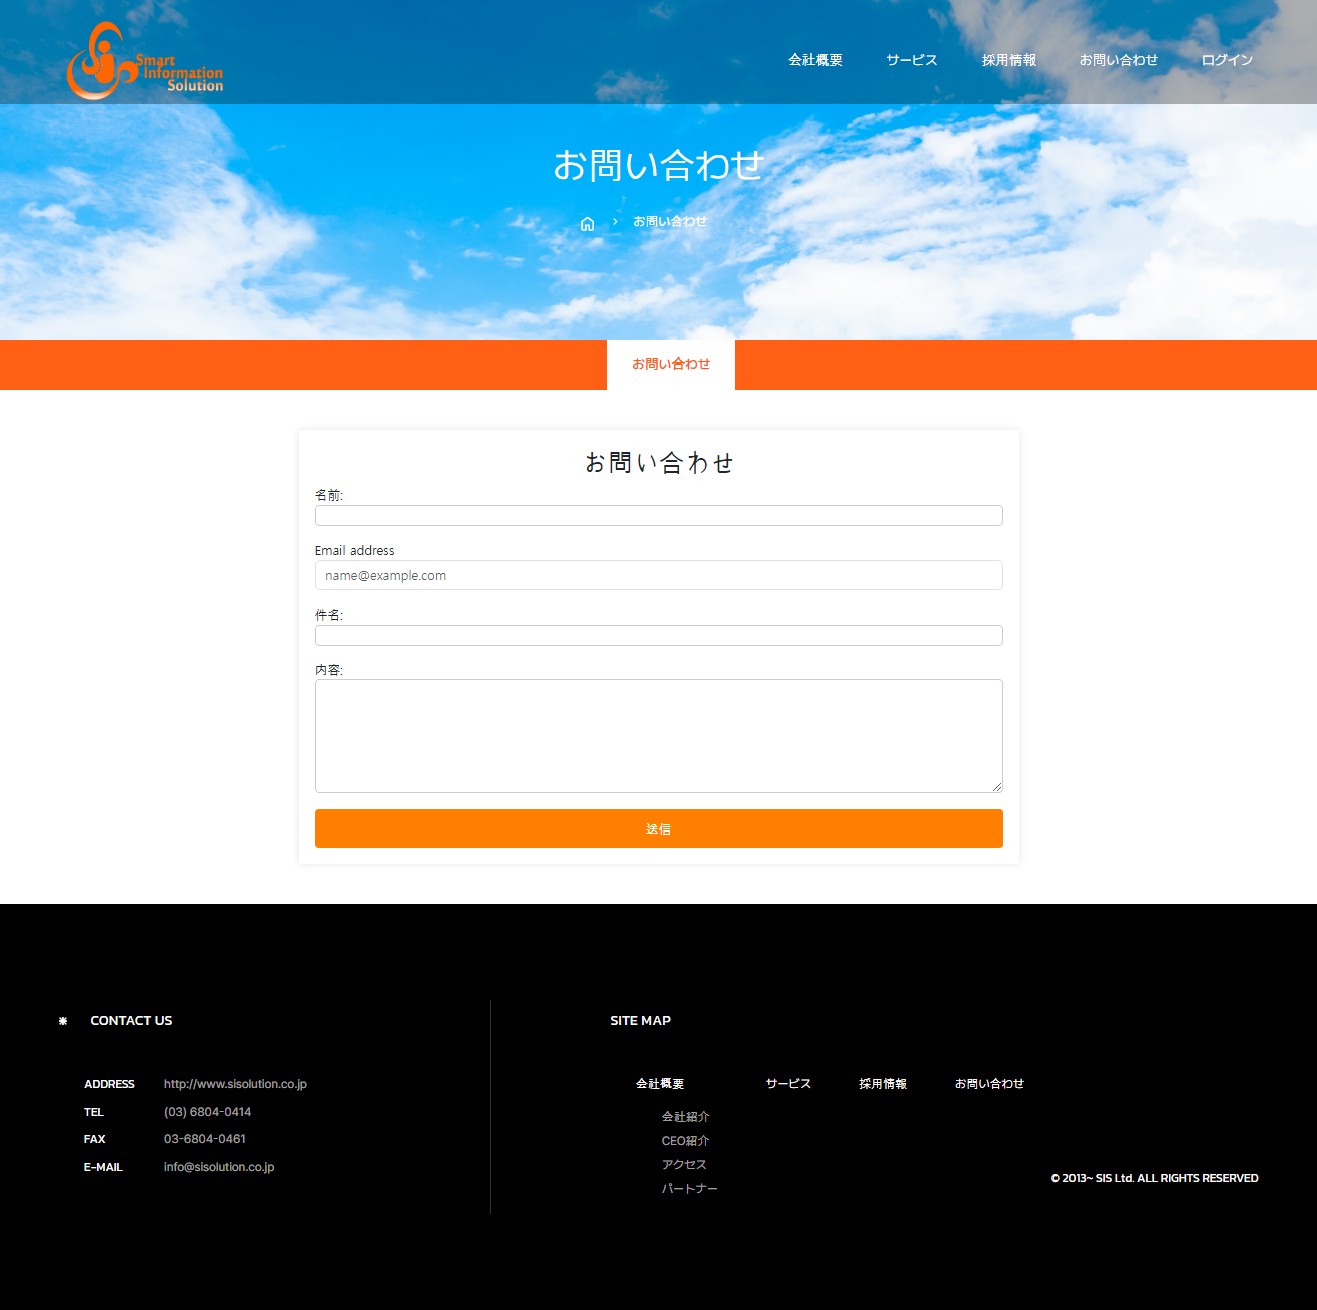 Smart
Information
Solution
会社概要 サービス 採用情報 お問い合わせ ログイン
お問い合わせ
お問い合わせ
お問い合わせ
お問い合わせ
名前:
Email address
name@example.com
件名:
内容:
送信
CONTACT US
ADDRESS http://www.sisolution.co.jp
TEL (03) 6804-0414
FAX 03-6804-0461
E-MAIL info@sisolution.co.jp
SITE MAP
会社概要 サービス 採用情報 お問い合わせ
会社紹介
CEO紹介
アクセス
パートナー
© 2013~ SIS Ltd. ALL RIGHTS RESERVED